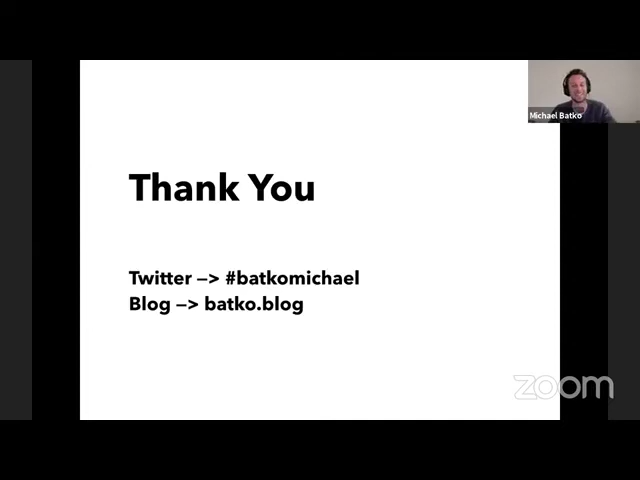 Michael Batko
Thank You
Twitter —> #batkomichael
Blog —> batko.blog
zoom